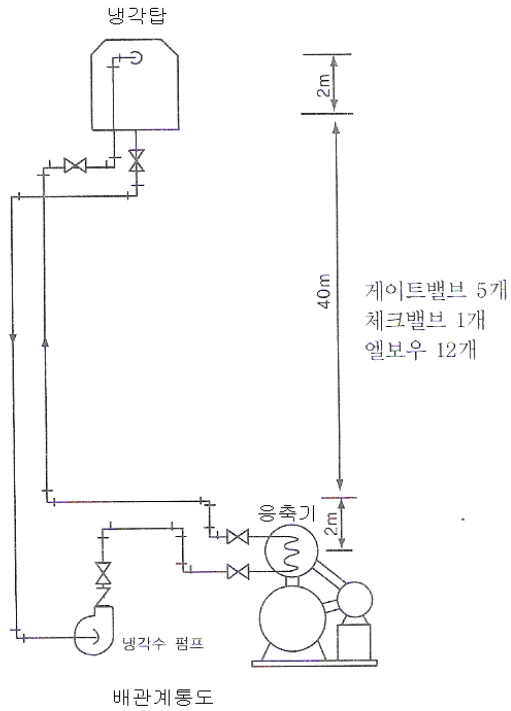 냉각탑
2m
40m
게이트밸브 5개
체크밸브 1개
엘보우 12개
응축기
2m
냉각수 펌프
배관계통도